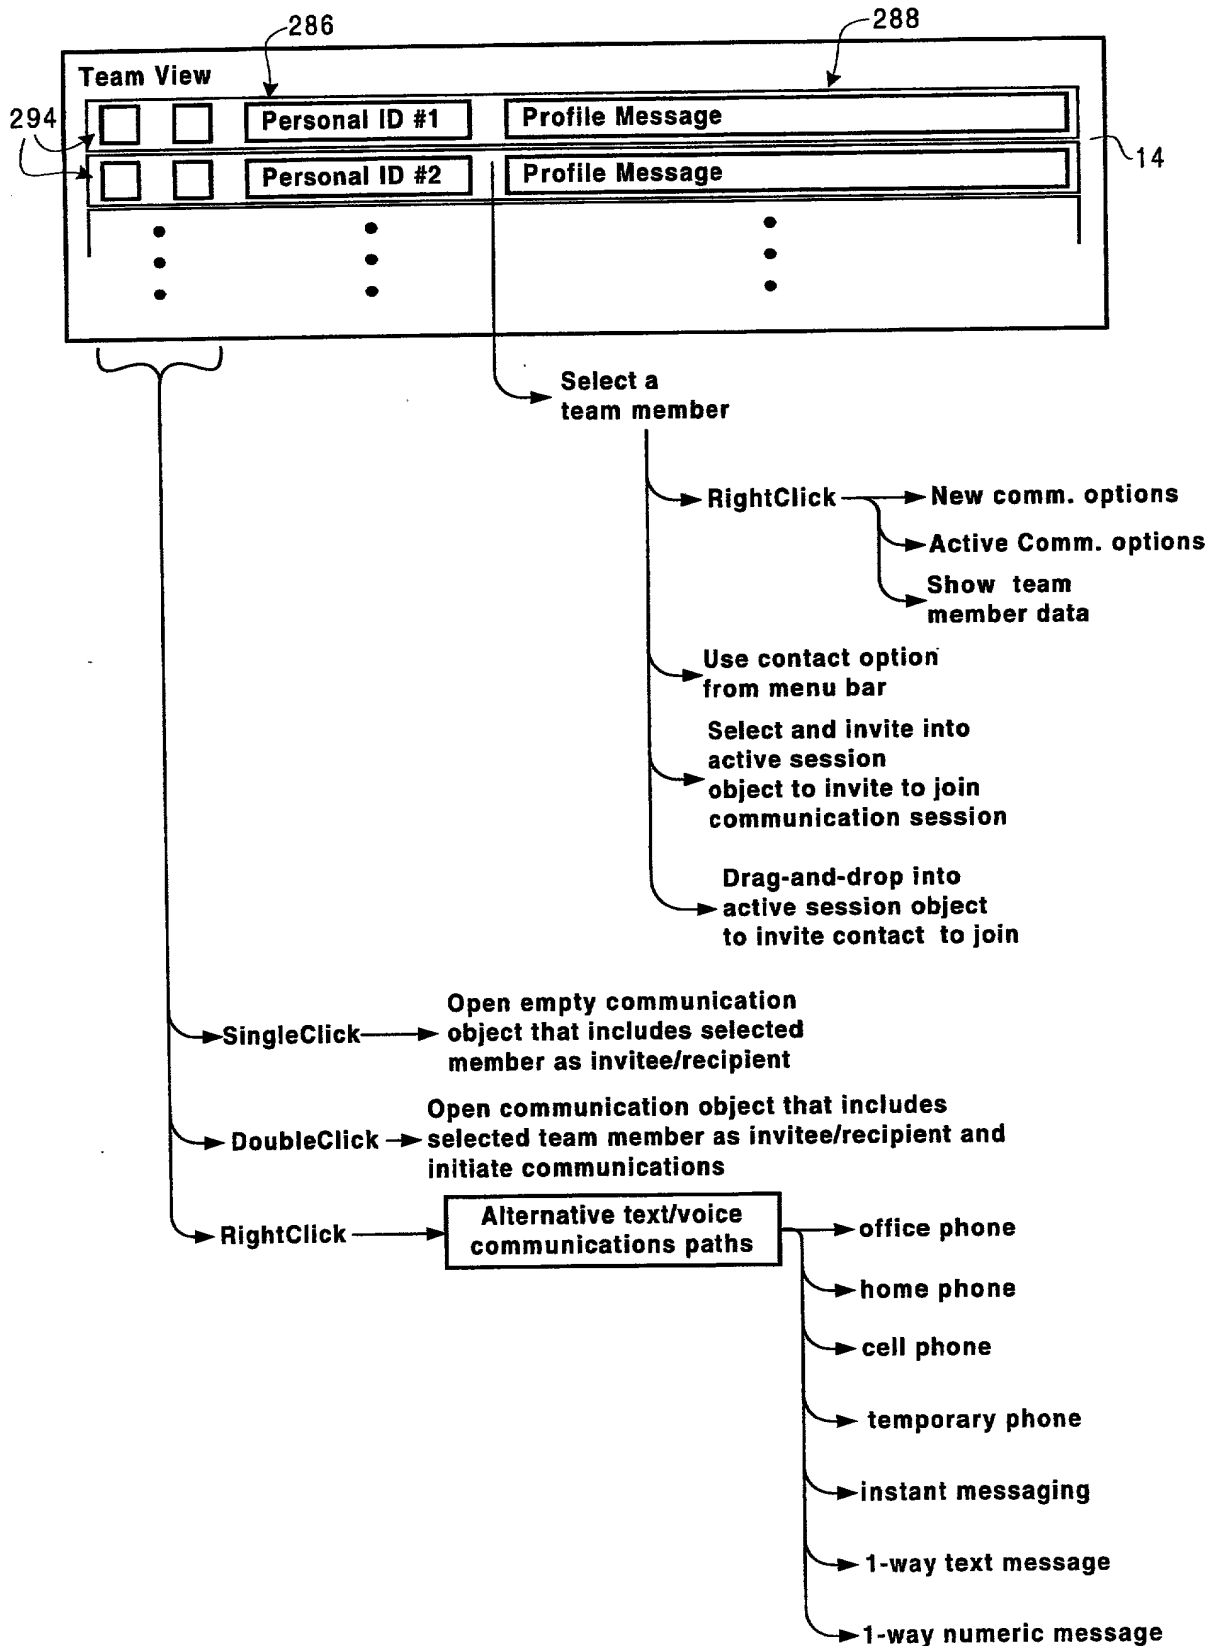 286
288
Team View
294
Personal ID #1
Profile Message
14
Personal ID #2
Profile Message
Select a
team member
RightClick
New comm. options
Active Comm. options
Show team
member data
Use contact option
from menu bar
Select and invite into
active session
object to invite to join
communication session
Drag-and-drop into
active session object
to invite contact to join
SingleClick
Open empty communication
object that includes selected
member as invitee/recipient
DoubleClick
Open communication object that includes
selected team member as invitee/recipient and
initiate communications
RightClick
Alternative text/voice
communications paths
office phone
home phone
cell phone
temporary phone
instant messaging
1-way text message
1-way numeric message